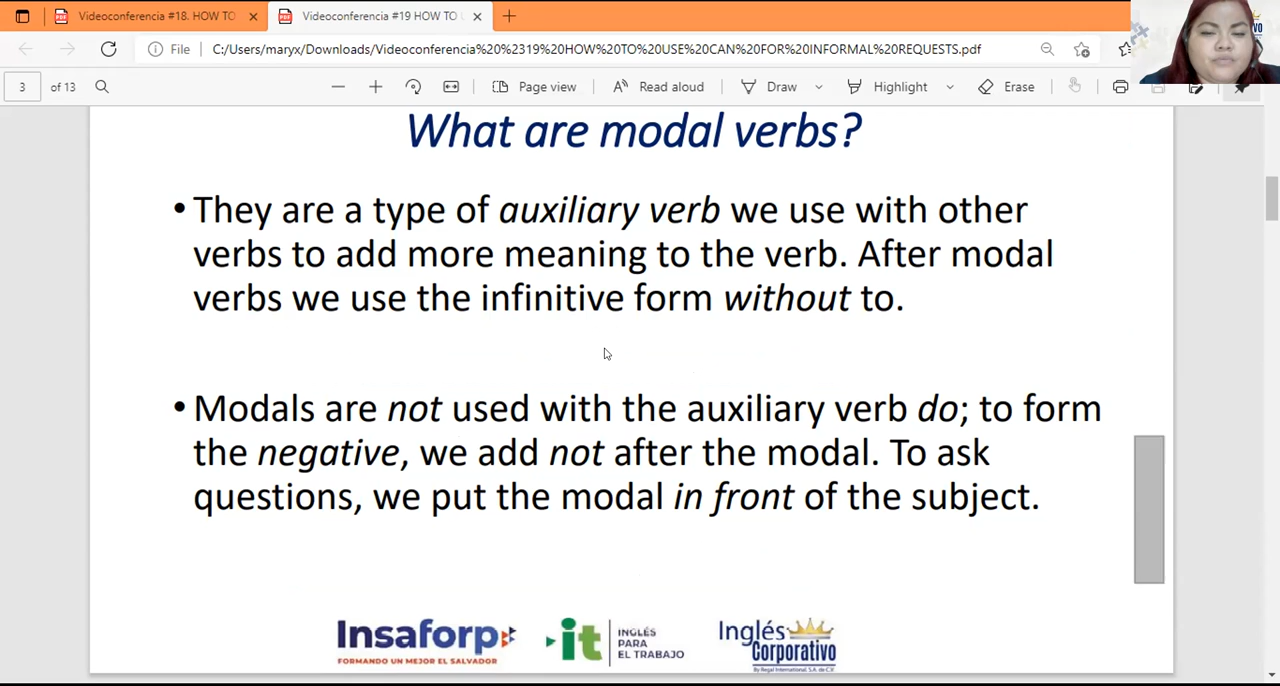 Videoconferencia #18. HOW TO
Videoconferencia #19 HOW TO U
File
C:/Users/maryx/Downloads/Videoconferencia%20%2319%20HOW%20TO%20USE%20CAN%20FOR%20INFORMAL%20REQUESTS.pdf
3 of 13
Page view
Read aloud
Draw
Highlight
Erase
What are modal verbs?
• They are a type of auxiliary verb we use with other
verbs to add more meaning to the verb. After modal
verbs we use the infinitive form without to.
• Modals are not used with the auxiliary verb do; to form
the negative, we add not after the modal. To ask
questions, we put the modal in front of the subject.
Insaforp
FORMANDO UN MEJOR EL SALVADOR
it
INGLÉS
PARA
EL TRABAJO
Inglés
Corporativo
By Regal International, S.A. de C.V.